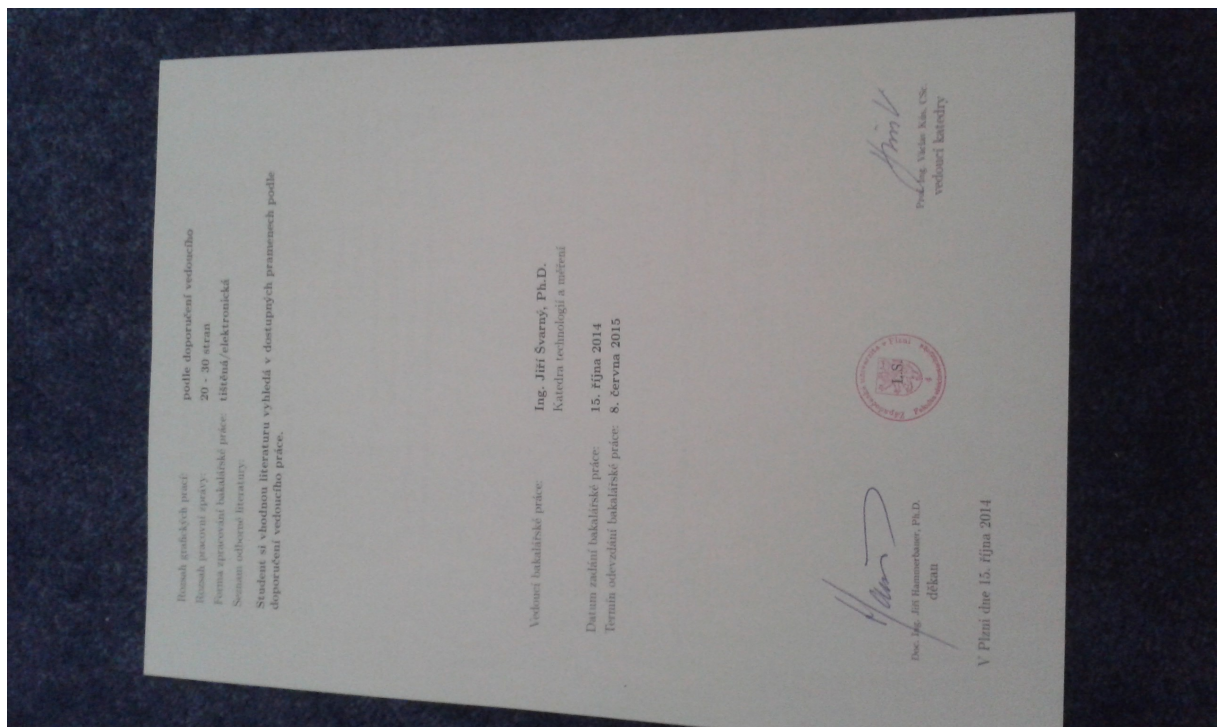 Rozsah grafických prací: podle doporučení vedoucího
Rozsah pracovní zprávy: 20 - 30 stran
Forma zpracování bakalářské práce: tištěná/elektronická
Seznam odborné literatury:
Student si vhodnou literaturu vyhledá v dostupných pramenech podle
doporučení vedoucího práce.
Vedoucí bakalářské práce: Ing. Jiří Švarný, Ph.D.
Katedra technologií a měření
Datum zadání bakalářské práce: 15. října 2014
Termín odevzdání bakalářské práce: 8. června 2015
Doc. Ing. Jiří Hammerbauer, Ph.D.
děkan
L.S.
Prof. Ing. Václav Kůs, CSc.
vedoucí katedry
V Plzni dne 15. října 2014